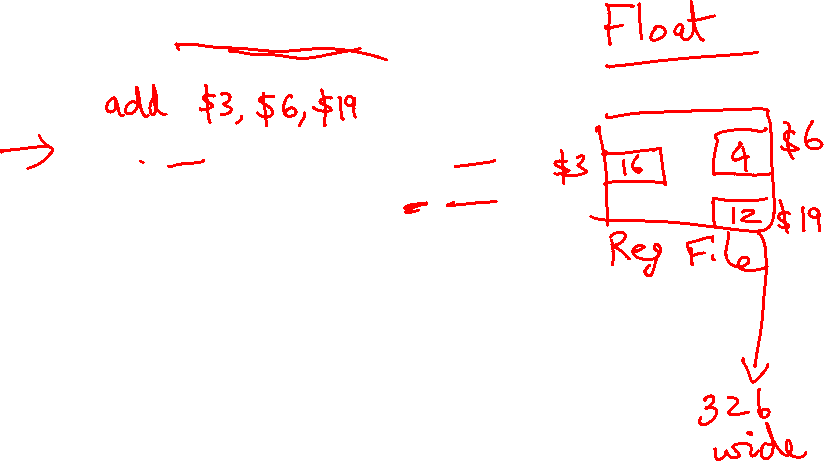 Float
add $3, $6, $19
$3 16 4 $6
12 $19
Reg File
32b
wide